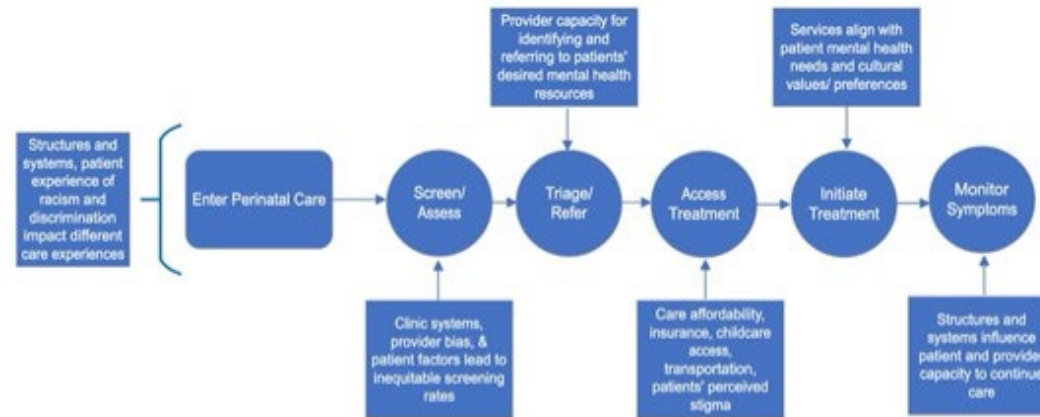 Provider capacity for
identifying and
referring to patients'
desired mental health
resources
Services align with
patient mental health
needs and cultural
values/ preferences
Structures and
systems, patient
experience of
racism and
discrimination
impact different
care experiences
Enter Perinatal Care
Screen/
Assess
Triage/
Refer
Access
Treatment
Initiate
Treatment
Monitor
Symptoms
Clinic systems,
provider bias, &
patient factors lead to
inequitable screening
rates
Care affordability,
insurance, childcare
access,
transportation,
patients' perceived
stigma
Structures and
systems influence
patient and provider
capacity to continue
care